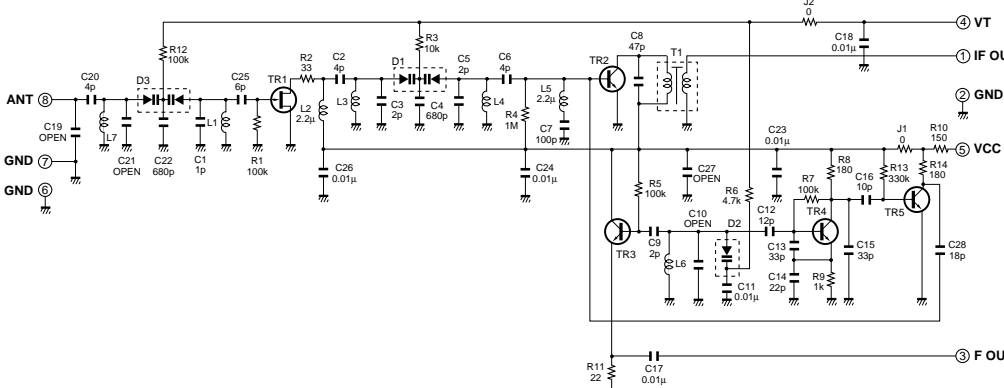 J2
0
4 VT
R12
100k
R3
10k
C18
0.01μ
C8
47p
T1
1 IF OU
C20
4p
D3
C25
6p
TR1
R2
33
C2
4p
D1
C5
2p
C6
4p
TR2
ANT 8
L2
2.2μ
L3
C3
2p
C4
680p
L4
R4
1M
L5
2.2μ
C7
100p
2 GND
C19
OPEN
L7
C21
OPEN
C22
680p
C1
1p
L1
R1
100k
C23
0.01μ
J1
0
R10
150
5 VCC
GND 7
GND 6
C26
0.01μ
C24
0.01μ
R5
100k
C27
OPEN
R6
4.7k
R7
100k
R8
180
C16
10p
R13
330k
R14
180
TR5
C10
OPEN
D2
C12
12p
TR4
TR3
C9
2p
L6
C11
0.01μ
C13
33p
C14
22p
R9
1k
C15
33p
C28
18p
R11
22
C17
0.01μ
3 F OU